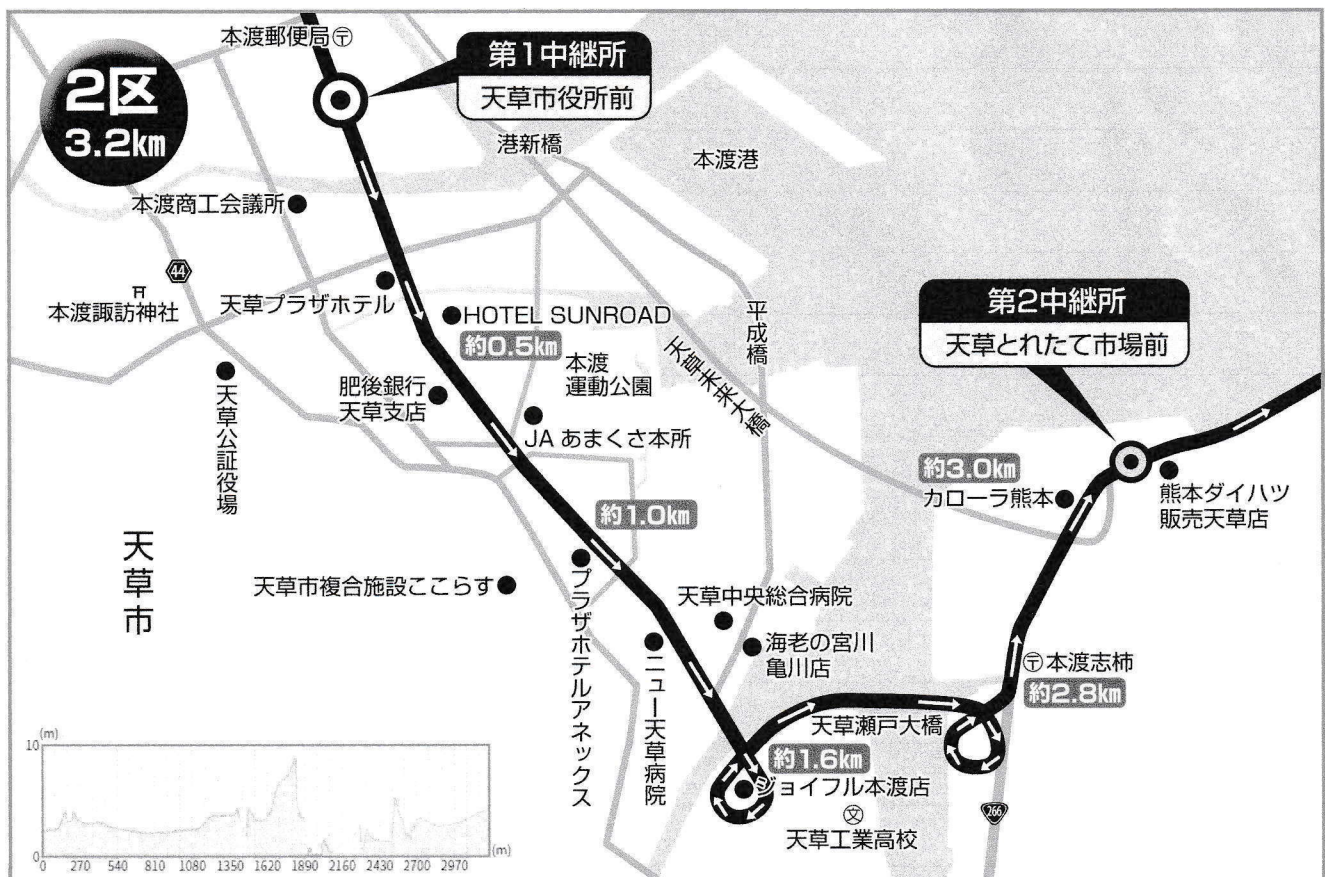 本渡郵便局〒
2区
3.2km
第1中継所
天草市役所前
港新橋
本渡港
本渡商工会議所
44
本渡諏訪神社
天草プラザホテル
HOTEL SUNROAD
約0.5km
本渡
運動公園
平成橋
天草未来大橋
第2中継所
天草とれたて市場前
天草公証役場
肥後銀行
天草支店
JA あまくさ本所
約3.0km
カローラ熊本
熊本ダイハツ
販売天草店
約1.0km
天草市
天草市複合施設ここらす
プラザホテルアネックス
天草中央総合病院
海老の宮川
亀川店
ニュー天草病院
〒本渡志柿
約2.8km
天草瀬戸大橋
約1.6km
ジョイフル本渡店
文
天草工業高校
266
10 (m)
0
0 270 540 810 1080 1350 1620 1890 2160 2430 2700 2970 (m)